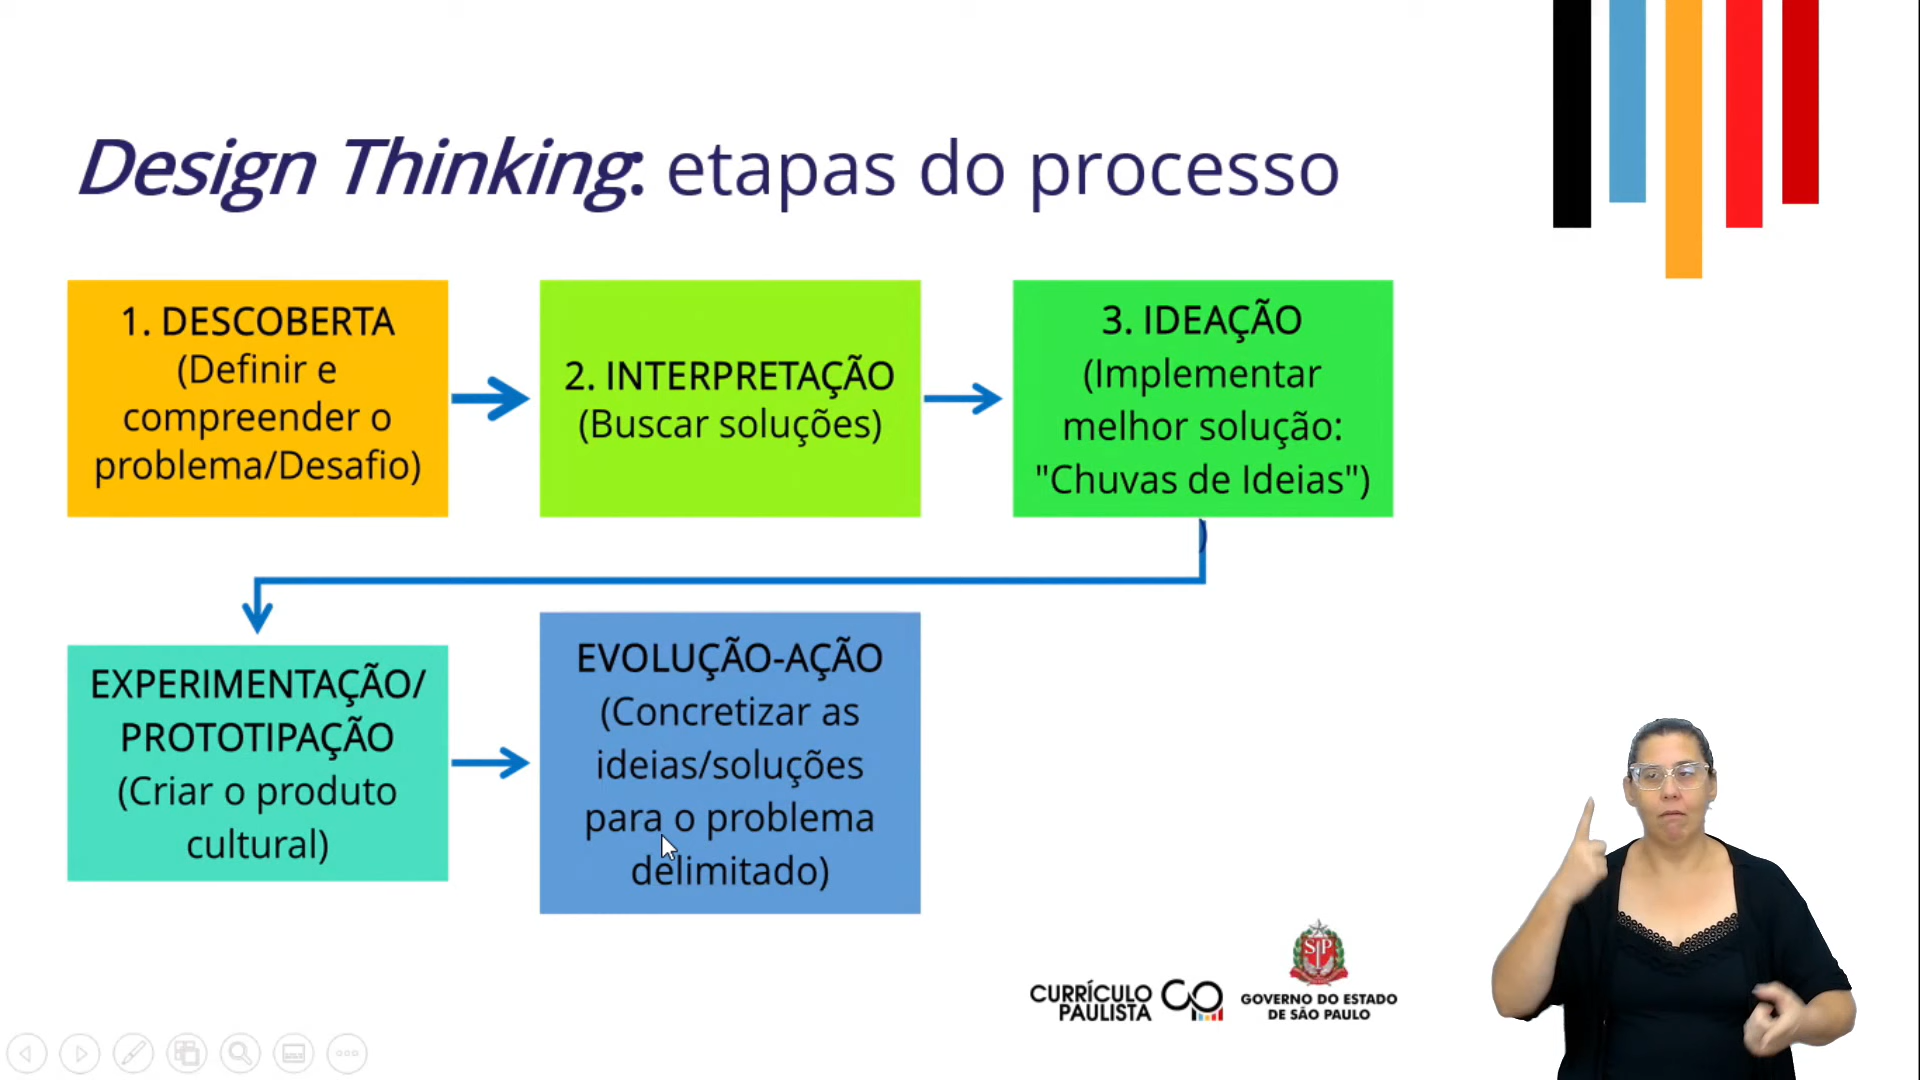 Design Thinking: etapas do processo
1. DESCOBERTA
(Definir e
compreender o
problema/Desafio)
2. INTERPRETAÇÃO
(Buscar soluções)
3. IDEAÇÃO
(Implementar
melhor solução:
"Chuvas de Ideias")
)
EXPERIMENTAÇÃO/
PROTOTIPAÇÃO
(Criar o produto
cultural)
EVOLUÇÃO-AÇÃO
(Concretizar as
ideias/soluções
para o problema
delimitado)
CURRÍCULO
PAULISTA
SP
GOVERNO DO ESTADO
DE SÃO PAULO